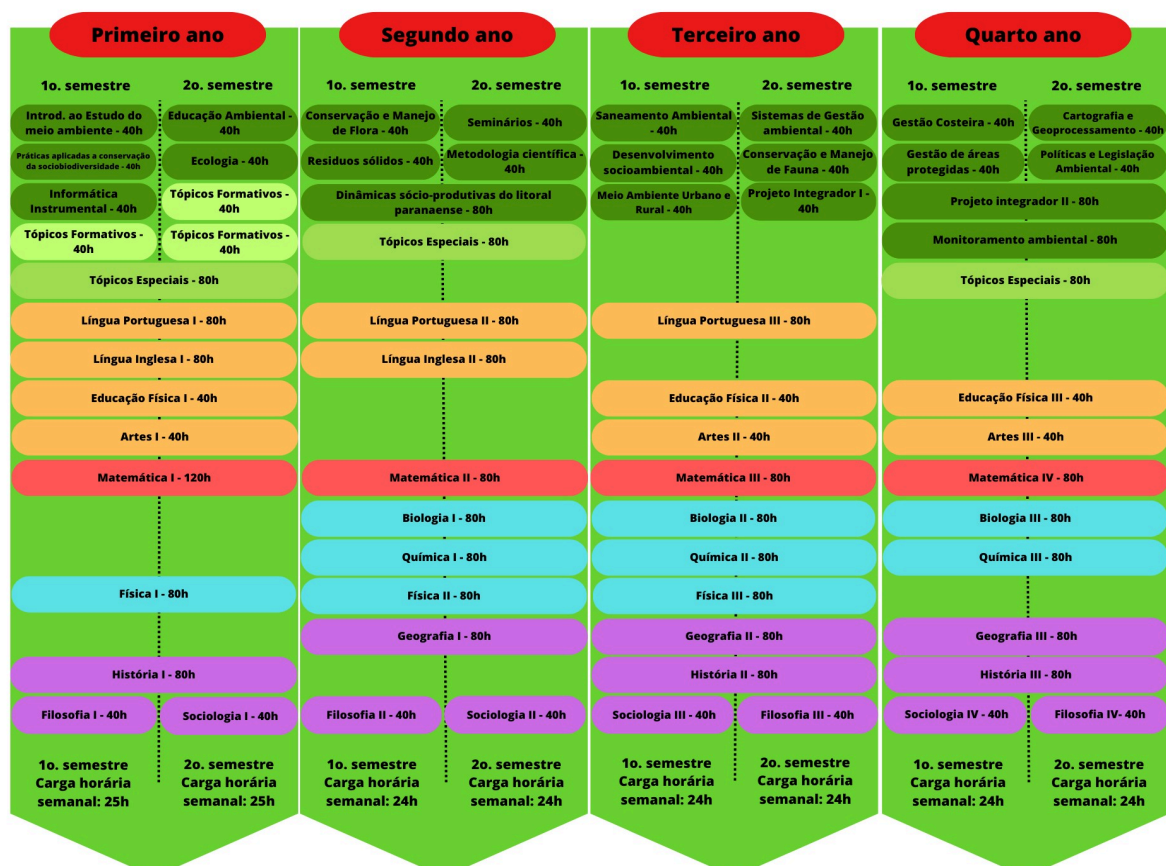 Primeiro ano
1o. semestre
2o. semestre
Introd. ao Estudo do
meio ambiente - 40h
Educação Ambiental -
40h
Práticas aplicadas a conservação
da sociobiodiversidade - 40h
Ecologia - 40h
Informática
Instrumental - 40h
Tópicos Formativos -
40h
Tópicos Formativos -
40h
Tópicos Formativos -
40h
Tópicos Especiais - 80h
Língua Portuguesa I - 80h
Língua Inglesa I - 80h
Educação Física I - 40h
Artes I - 40h
Matemática I - 120h
Física I - 80h
História I - 80h
Filosofia I - 40h
Sociologia I - 40h
1o. semestre
Carga horária
semanal: 25h
2o. semestre
Carga horária
semanal: 25h
Segundo ano
1o. semestre
2o. semestre
Conservação e Manejo
de Flora - 40h
Seminários - 40h
Residuos sólidos - 40h
Metodologia científica -
40h
Dinâmicas sócio-produtivas do litoral
paranaense - 80h
Tópicos Especiais - 80h
Língua Portuguesa II - 80h
Língua Inglesa II - 80h
Matemática II - 80h
Biologia I - 80h
Química I - 80h
Física II - 80h
Geografia I - 80h
Filosofia II - 40h
Sociologia II - 40h
1o. semestre
Carga horária
semanal: 24h
2o. semestre
Carga horária
semanal: 24h
Terceiro ano
1o. semestre
2o. semestre
Saneamento Ambiental
- 40h
Sistemas de Gestão
ambiental - 40h
Desenvolvimento
socioambiental - 40h
Conservação e Manejo
de Fauna - 40h
Meio Ambiente Urbano e
Rural - 40h
Projeto Integrador I -
40h
Língua Portuguesa III - 80h
Educação Física II - 40h
Artes II - 40h
Matemática III - 80h
Biologia II - 80h
Química II - 80h
Física III - 80h
Geografia II - 80h
História II - 80h
Sociologia III - 40h
Filosofia III - 40h
1o. semestre
Carga horária
semanal: 24h
2o. semestre
Carga horária
semanal: 24h
Quarto ano
1o. semestre
2o. semestre
Gestão Costeira - 40h
Cartografia e
Geoprocessamento - 40h
Gestão de áreas
protegidas - 40h
Políticas e Legislação
Ambiental - 40h
Projeto integrador II - 80h
Monitoramento ambiental - 80h
Tópicos Especiais - 80h
Educação Física III - 40h
Artes III - 40h
Matemática IV - 80h
Biologia III - 80h
Química III - 80h
Geografia III - 80h
História III - 80h
Sociologia IV - 40h
Filosofia IV- 40h
1o. semestre
Carga horária
semanal: 24h
2o. semestre
Carga horária
semanal: 24h